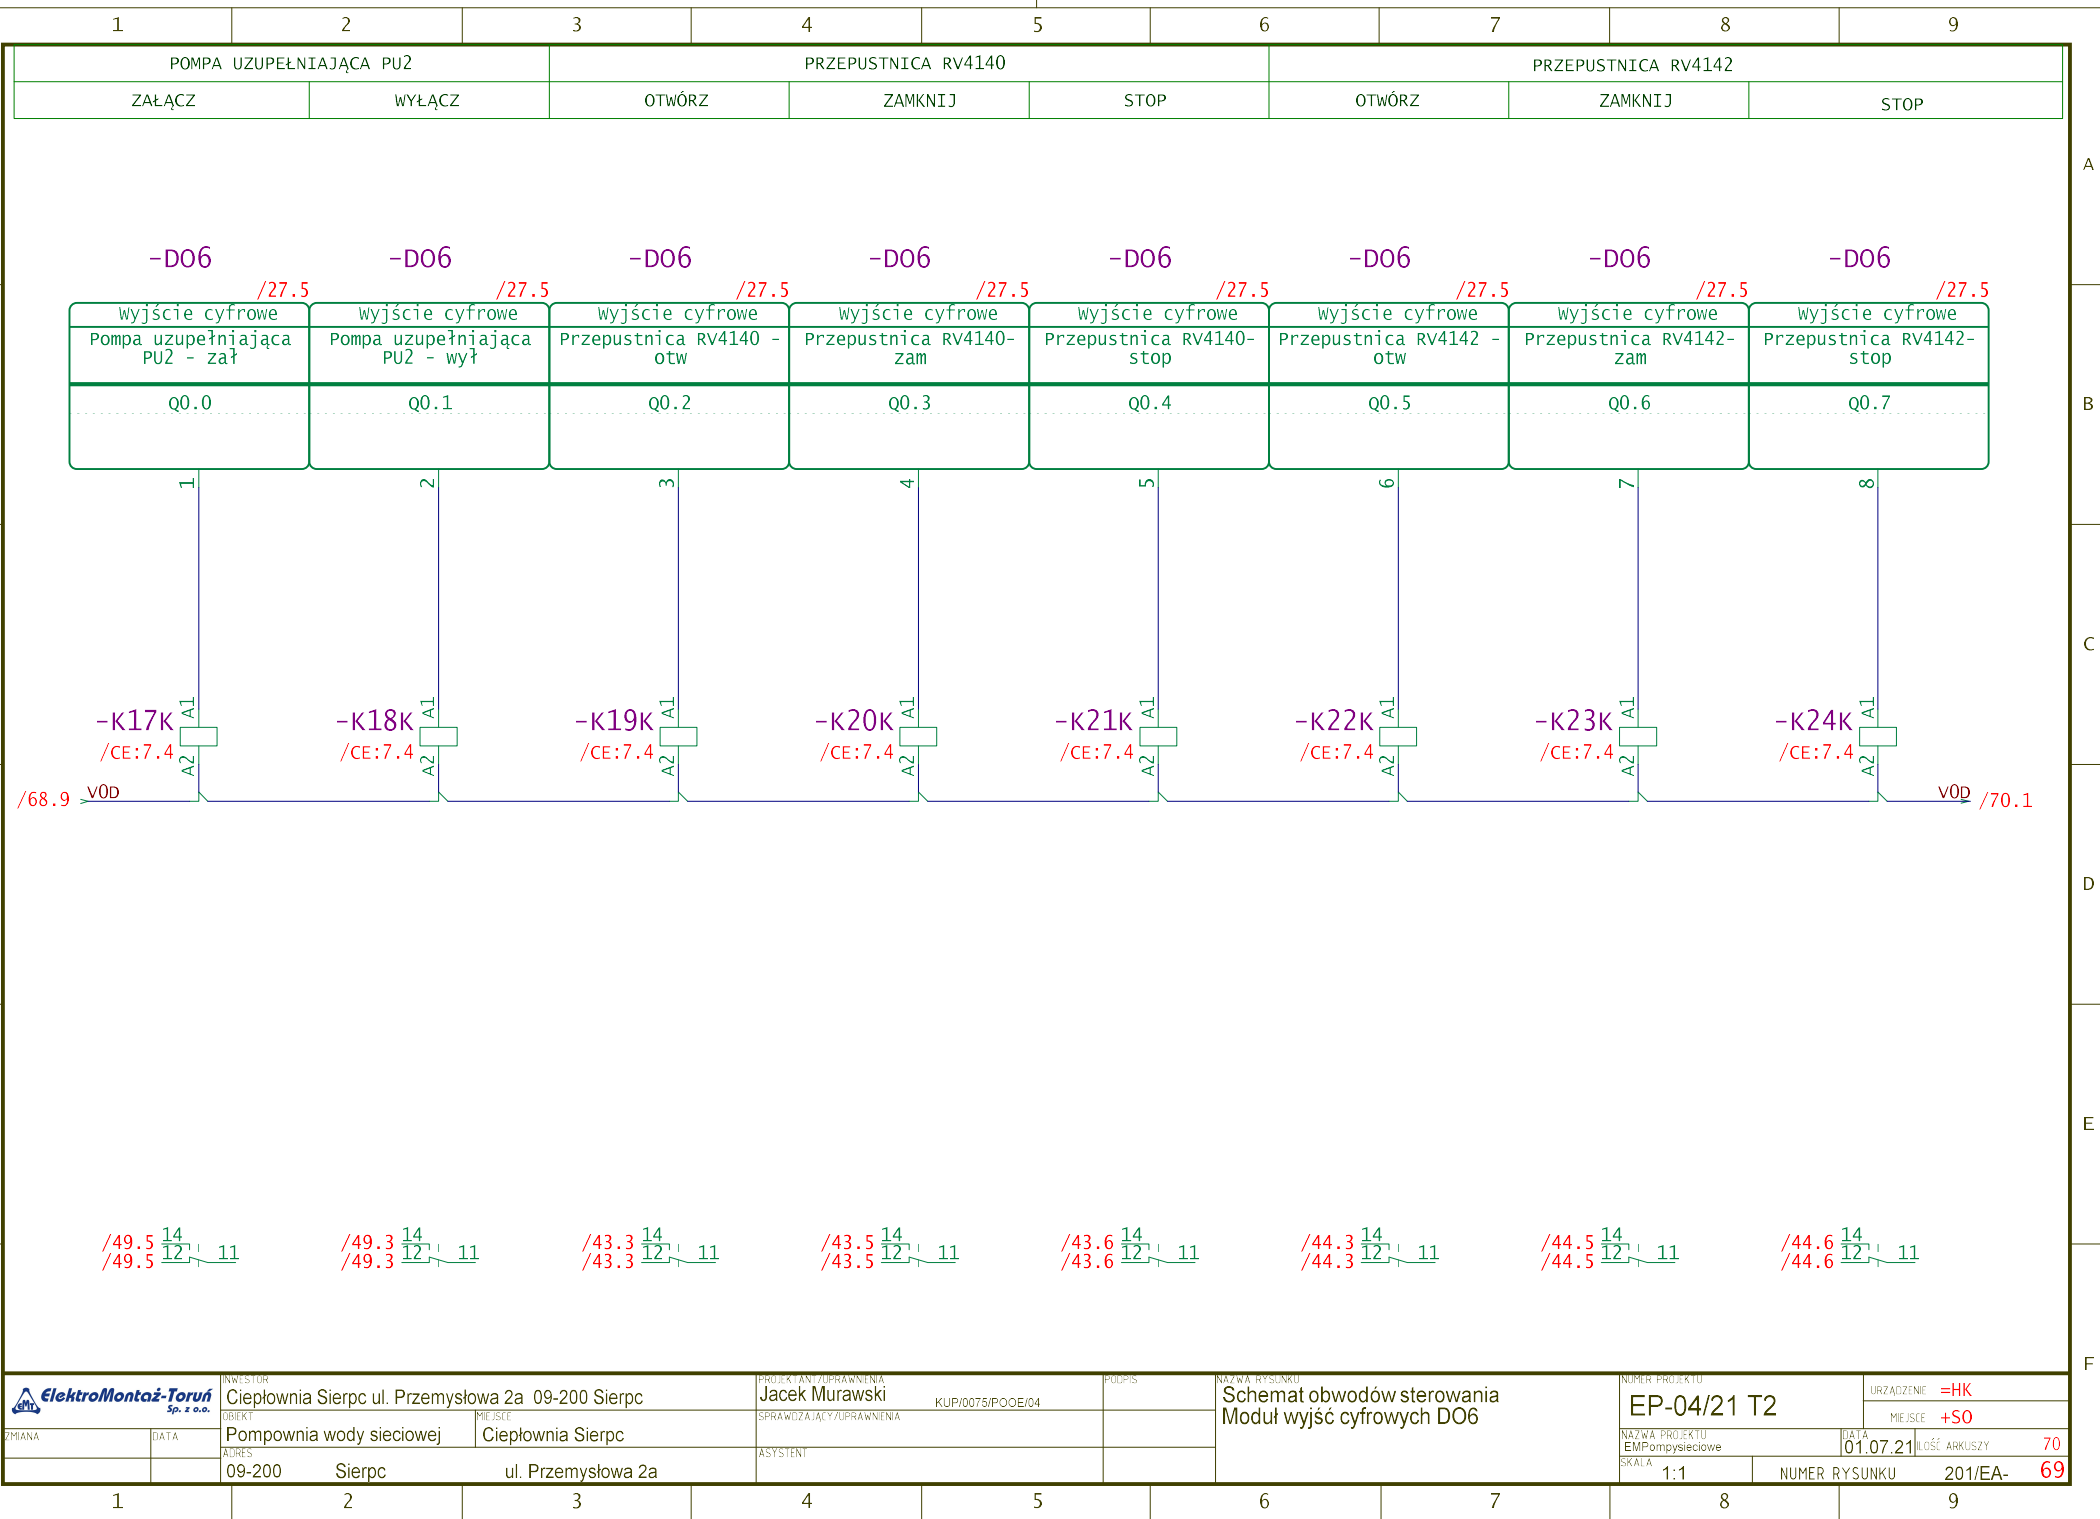 1 2 3 4 5 6 7 8 9
POMPA UZUPEŁNIAJĄCA PU2 PRZEPUSTNICA RV4140 PRZEPUSTNICA RV4142
ZAŁĄCZ WYŁĄCZ OTWÓRZ ZAMKNIJ STOP OTWÓRZ ZAMKNIJ STOP
A
-DO6 -DO6 -DO6 -DO6 -DO6 -DO6 -DO6 -DO6
/27.5 /27.5 /27.5 /27.5 /27.5 /27.5 /27.5 /27.5
Wyjście cyfrowe Wyjście cyfrowe Wyjście cyfrowe Wyjście cyfrowe Wyjście cyfrowe Wyjście cyfrowe Wyjście cyfrowe Wyjście cyfrowe
Pompa uzupełniająca Pompa uzupełniająca Przepustnica RV4140 - Przepustnica RV4140- Przepustnica RV4140- Przepustnica RV4142 - Przepustnica RV4142- Przepustnica RV4142-
PU2 - zał PU2 - wył otw zam stop otw zam stop
Q0.0 Q0.1 Q0.2 Q0.3 Q0.4 Q0.5 Q0.6 Q0.7
B
1 2 3 4 5 6 7 8
C
A1 A1 A1 A1 A1 A1 A1 A1
-K17K -K18K -K19K -K20K -K21K -K22K -K23K -K24K
/CE:7.4 /CE:7.4 /CE:7.4 /CE:7.4 /CE:7.4 /CE:7.4 /CE:7.4 /CE:7.4
A2 A2 A2 A2 A2 A2 A2 A2
/68.9 V0D V0D /70.1
D
E
/49.5 14 /49.3 14 /43.3 14 /43.5 14 /43.6 14 /44.3 14 /44.5 14 /44.6 14
/49.5 12 11 /49.3 12 11 /43.3 12 11 /43.5 12 11 /43.6 12 11 /44.3 12 11 /44.5 12 11 /44.6 12 11
F
EMT ElektroMontaż-Toruń
Sp. z o.o.
ZMIANA DATA
INWESTOR
Ciepłownia Sierpc ul. Przemysłowa 2a 09-200 Sierpc
OBIEKT MIEJSCE
Pompownia wody sieciowej Ciepłownia Sierpc
ADRES
09-200 Sierpc ul. Przemysłowa 2a
PROJEKTANT/UPRAWNIENIA PODPIS
Jacek Murawski KUP/0075/POOE/04
SPRAWDZAJĄCY/UPRAWNIENIA
ASYSTENT
NAZWA RYSUNKU
Schemat obwodów sterowania
Moduł wyjść cyfrowych DO6
NUMER PROJEKTU
EP-04/21 T2
URZĄDZENIE =HK
MIEJSCE +SO
NAZWA PROJEKTU
EMPompysieciowe
DATA
01.07.21
ILOŚĆ ARKUSZY 70
SKALA
1:1
NUMER RYSUNKU 201/EA- 69
1 2 3 4 5 6 7 8 9